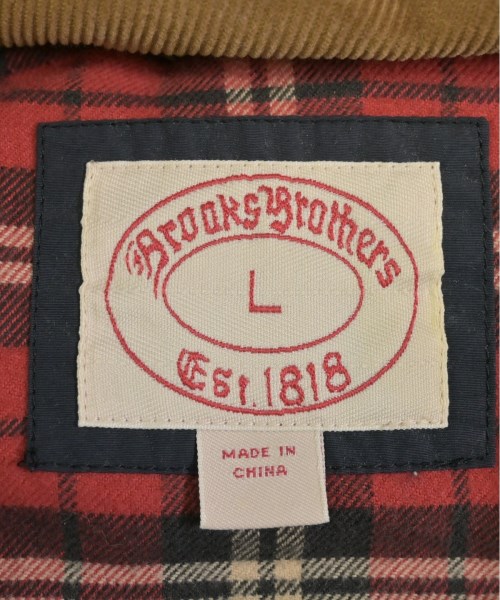 Brooks Brothers
L
Est. 1818
MADE IN
CHINA